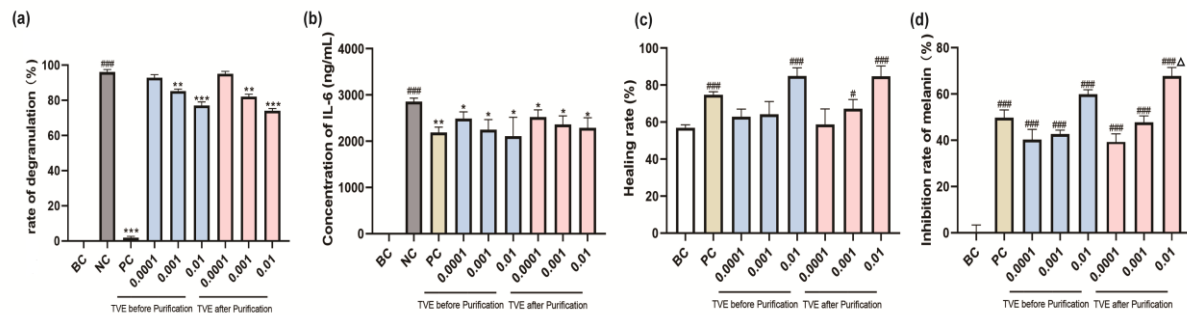 (a)
rate of degranulation (%)
100
80
60
40
20
0
###
***
**
***
**
***
BC
NC
PC
0.0001
0.001
0.01
0.0001
0.001
0.01
TVE before Purification
TVE after Purification
(b)
Concentration of IL-6 (ng/mL)
4000
3000
2000
1000
0
###
**
*
*
*
*
*
*
BC
NC
PC
0.0001
0.001
0.01
0.0001
0.001
0.01
TVE before Purification
TVE after Purification
(c)
Healing rate (%)
100
80
60
40
20
0
###
###
#
###
BC
PC
0.0001
0.001
0.01
0.0001
0.001
0.01
TVE before Purification
TVE after Purification
(d)
Inhibition rate of melanin (%)
80
60
40
20
0
###
###
###
###
###
###
### Δ
BC
PC
0.0001
0.001
0.01
0.0001
0.001
0.01
TVE before Purification
TVE after Purification